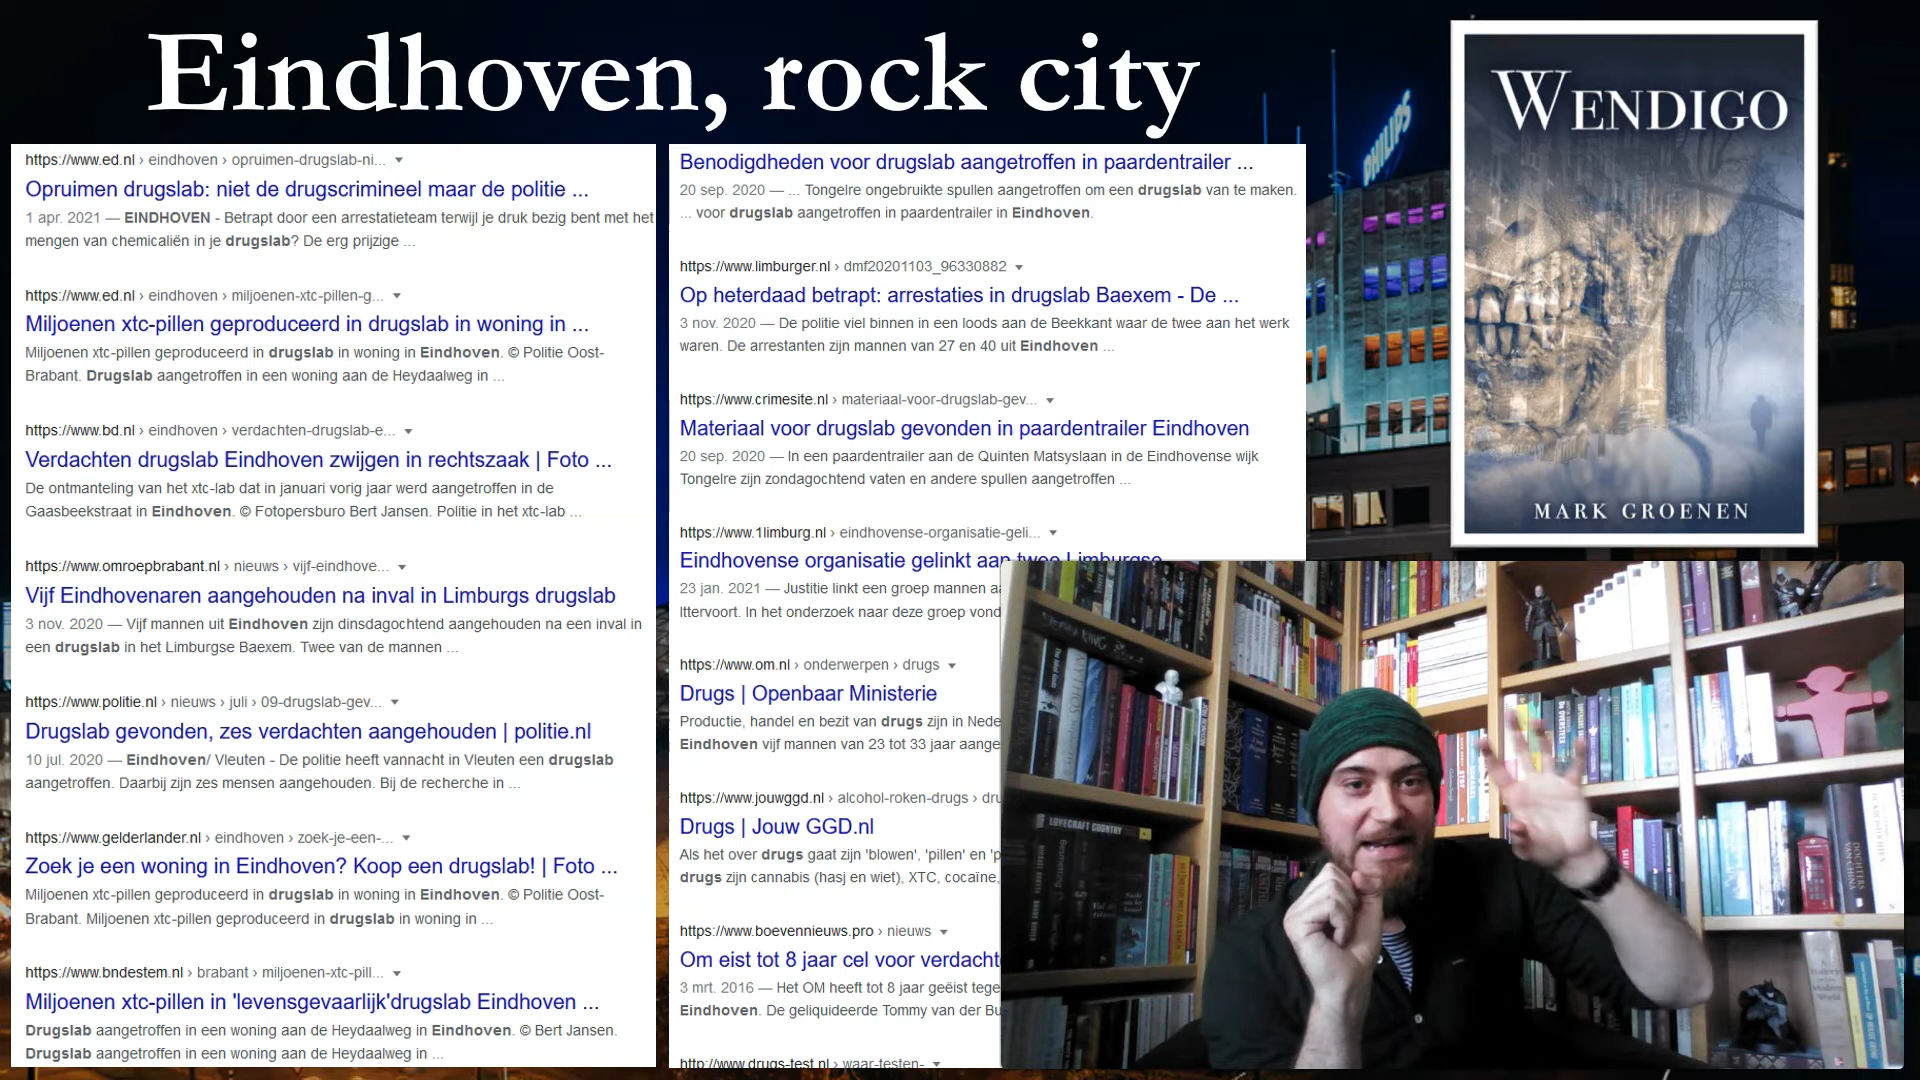 Eindhoven, rock city
https://www.ed.nl › eindhoven › opruimen-drugslab-ni...
Opruimen drugslab: niet de drugscrimineel maar de politie ...
1 apr. 2021 — EINDHOVEN - Betrapt door een arrestatieteam terwijl je druk bezig bent met het
mengen van chemicaliën in je drugslab? De erg prijzige ...
https://www.ed.nl › eindhoven › miljoenen-xtc-pillen-g...
Miljoenen xtc-pillen geproduceerd in drugslab in woning in ...
Miljoenen xtc-pillen geproduceerd in drugslab in woning in Eindhoven. © Politie Oost-
Brabant. Drugslab aangetroffen in een woning aan de Heydaalweg in ...
https://www.bd.nl › eindhoven › verdachten-drugslab-e...
Verdachten drugslab Eindhoven zwijgen in rechtszaak | Foto ...
De ontmanteling van het xtc-lab dat in januari vorig jaar werd aangetroffen in de
Gaasbeekstraat in Eindhoven. © Fotopersburo Bert Jansen. Politie in het xtc-lab ...
https://www.omroepbrabant.nl › nieuws › vijf-eindhove...
Vijf Eindhovenaren aangehouden na inval in Limburgs drugslab
3 nov. 2020 — Vijf mannen uit Eindhoven zijn dinsdagochtend aangehouden na een inval in
een drugslab in het Limburgse Baexem. Twee van de mannen ...
https://www.politie.nl › nieuws › juli › 09-drugslab-gev...
Drugslab gevonden, zes verdachten aangehouden | politie.nl
10 jul. 2020 — Eindhoven/ Vleuten - De politie heeft vannacht in Vleuten een drugslab
aangetroffen. Daarbij zijn zes mensen aangehouden. Bij de recherche in ...
https://www.gelderlander.nl › eindhoven › zoek-je-een-...
Zoek je een woning in Eindhoven? Koop een drugslab! | Foto ...
Miljoenen xtc-pillen geproduceerd in drugslab in woning in Eindhoven. © Politie Oost-
Brabant. Miljoenen xtc-pillen geproduceerd in drugslab in woning in ...
https://www.bndestem.nl › brabant › miljoenen-xtc-pill...
Miljoenen xtc-pillen in 'levensgevaarlijk'drugslab Eindhoven ...
Drugslab aangetroffen in een woning aan de Heydaalweg in Eindhoven. © Bert Jansen.
Drugslab aangetroffen in een woning aan de Heydaalweg in ...
Benodigdheden voor drugslab aangetroffen in paardentrailer ...
20 sep. 2020 — ... Tongelre ongebruikte spullen aangetroffen om een drugslab van te maken.
... voor drugslab aangetroffen in paardentrailer in Eindhoven.
https://www.limburger.nl › dmf20201103_96330882
Op heterdaad betrapt: arrestaties in drugslab Baexem - De ...
3 nov. 2020 — De politie viel binnen in een loods aan de Beekkant waar de twee aan het werk
waren. De arrestanten zijn mannen van 27 en 40 uit Eindhoven ...
https://www.crimesite.nl › materiaal-voor-drugslab-gev...
Materiaal voor drugslab gevonden in paardentrailer Eindhoven
20 sep. 2020 — In een paardentrailer aan de Quinten Matsyslaan in de Eindhovense wijk
Tongelre zijn zondagochtend vaten en andere spullen aangetroffen ...
https://www.1limburg.nl › eindhovense-organisatie-geli...
Eindhovense organisatie gelinkt aan twee Limburgse
23 jan. 2021 — Justitie linkt een groep mannen
Ittervoort. In het onderzoek naar deze groep vond
https://www.om.nl › onderwerpen › drugs
Drugs | Openbaar Ministerie
Productie, handel en bezit van drugs zijn in Nede
Eindhoven vijf mannen van 23 tot 33 jaar aange
https://www.jouwggd.nl › alcohol-roken-drugs › dru
Drugs | Jouw GGD.nl
Als het over drugs gaat zijn 'blowen', 'pillen' en 'p
drugs zijn cannabis (hasj en wiet), XTC, cocaïne,
https://www.boevennieuws.pro › nieuws
Om eist tot 8 jaar cel voor verdacht
3 mrt. 2016 — Het OM heeft tot 8 jaar geëist tege
Eindhoven. De geliquideerde Tommy van der Bu
http://www.drugs-test.nl › waar-testen-
PHILIPS
WENDIGO
MARK GROENEN
STEPHEN KING
LOVECRAFT COUNTRY